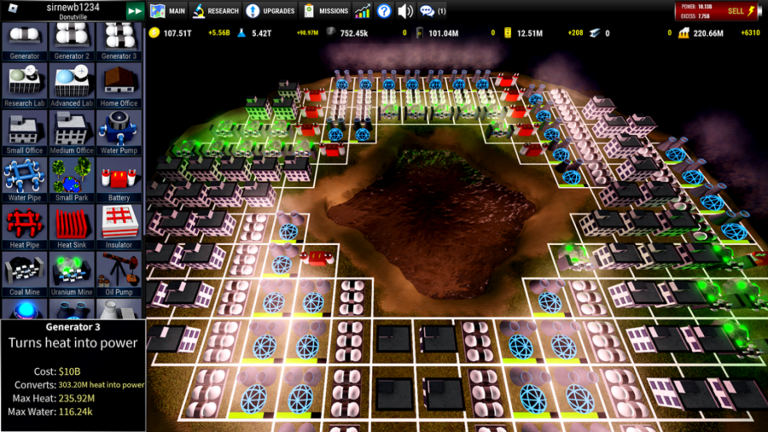 sirnewb1234
Donutville
MAIN
RESEARCH
UPGRADES
MISSIONS
(1)
POWER: 10.13B
EXCESS: 7.75B
SELL
107.51T
+5.56B
5.42T
+98.97M
752.45k
0
101.04M
0
12.51M
+208
0
0
220.66M
+6310
Generator
Generator 2
Generator 3
Research Lab
Advanced Lab
Home Office
Small Office
Medium Office
Water Pump
Water Pipe
Small Park
Battery
Heat Pipe
Heat Sink
Insulator
Coal Mine
Uranium Mine
Oil Pump
Generator 3
Turns heat into power
Cost: $10B
Converts: 303.20M heat into power
Max Heat: 235.92M
Max Water: 116.24k